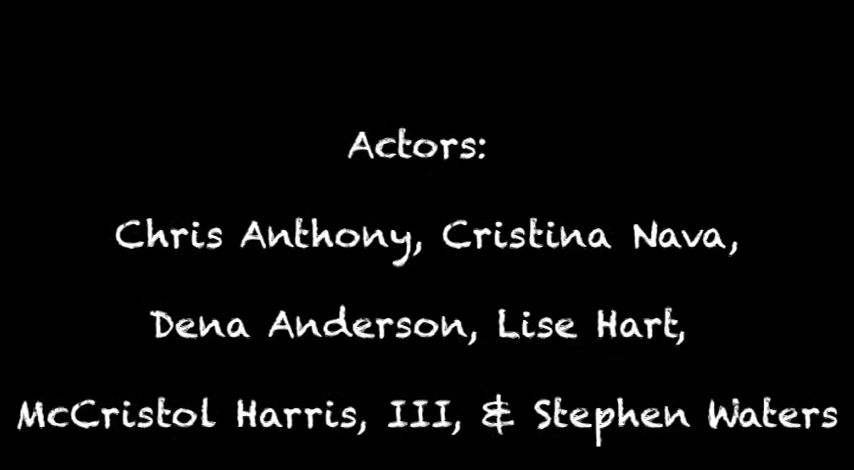 Actors:
Chris Anthony, Cristina Nava,
Dena Anderson, Lise Hart,
McCristol Harris, III, & Stephen Waters